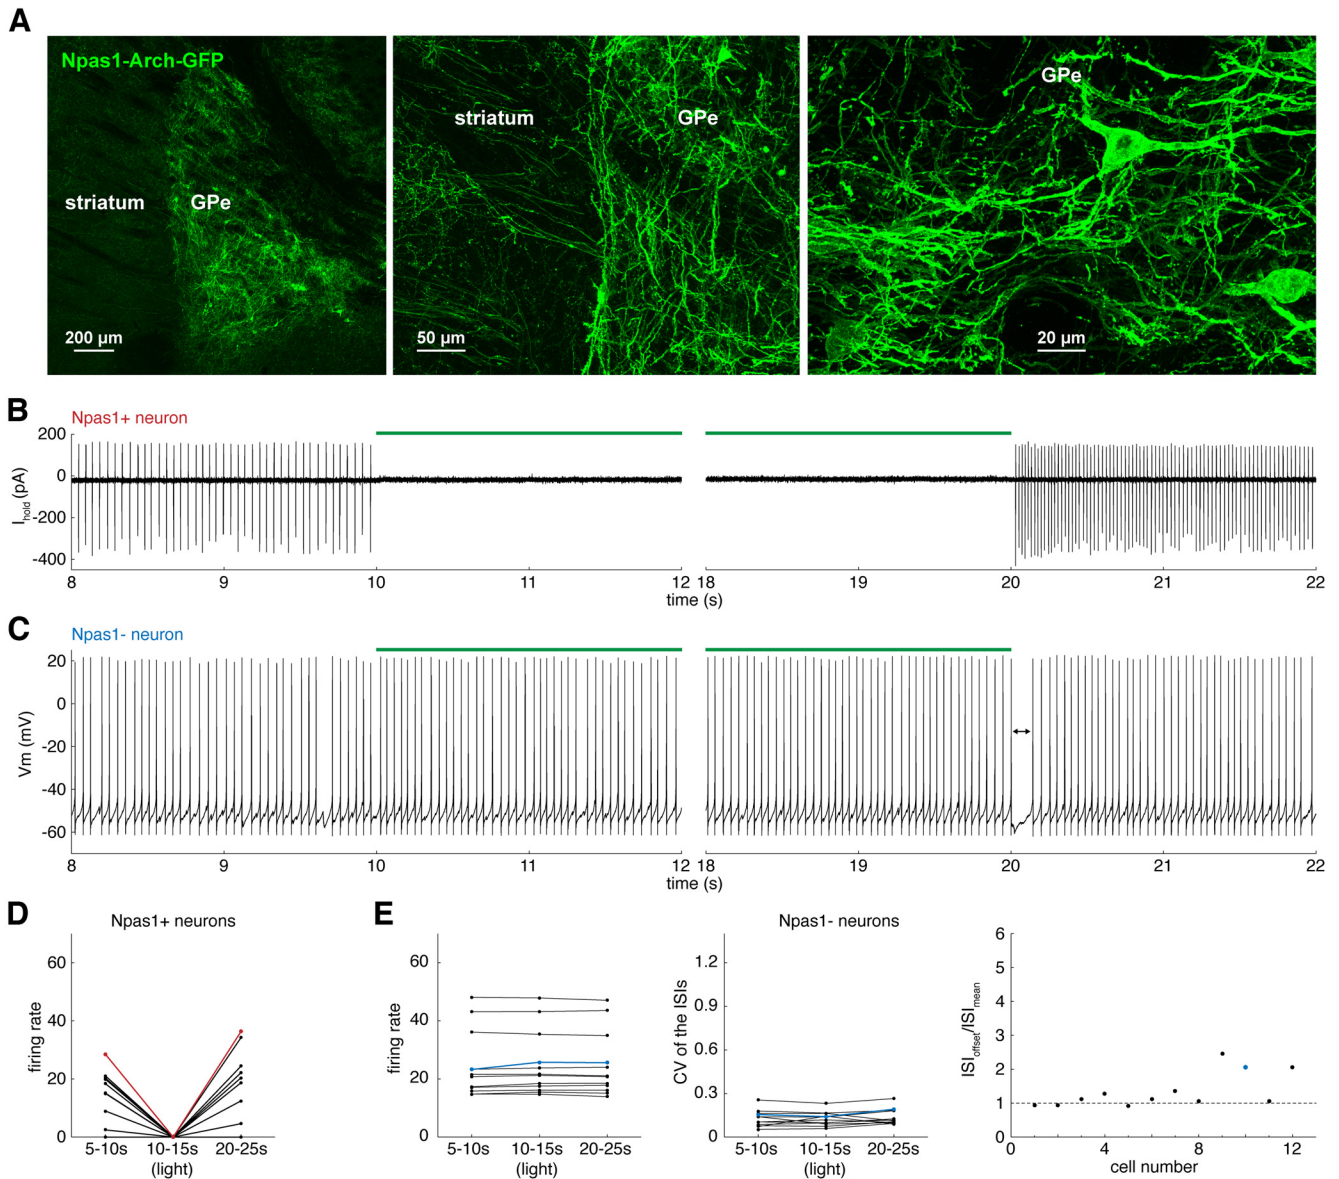 A
Npas1-Arch-GFP
striatum
GPe
200 µm
striatum
GPe
50 µm
GPe
20 µm
B
Npas1+ neuron
200
0
-200
-400
I hold (pA)
8 9 10 11 12 18 19 20 21 22
time (s)
C
Npas1- neuron
20
0
-20
-40
-60
Vm (mV)
8 9 10 11 12 18 19 20 21 22
time (s)
D
Npas1+ neurons
60
40
20
0
firing rate
5-10s 10-15s 20-25s
(light)
E
Npas1- neurons
60
40
20
0
firing rate
5-10s 10-15s 20-25s
(light)
1.2
0.9
0.6
0.3
0
CV of the ISIs
5-10s 10-15s 20-25s
(light)
6
5
4
3
2
1
0
ISI offset/ISI mean
4 8 12
cell number